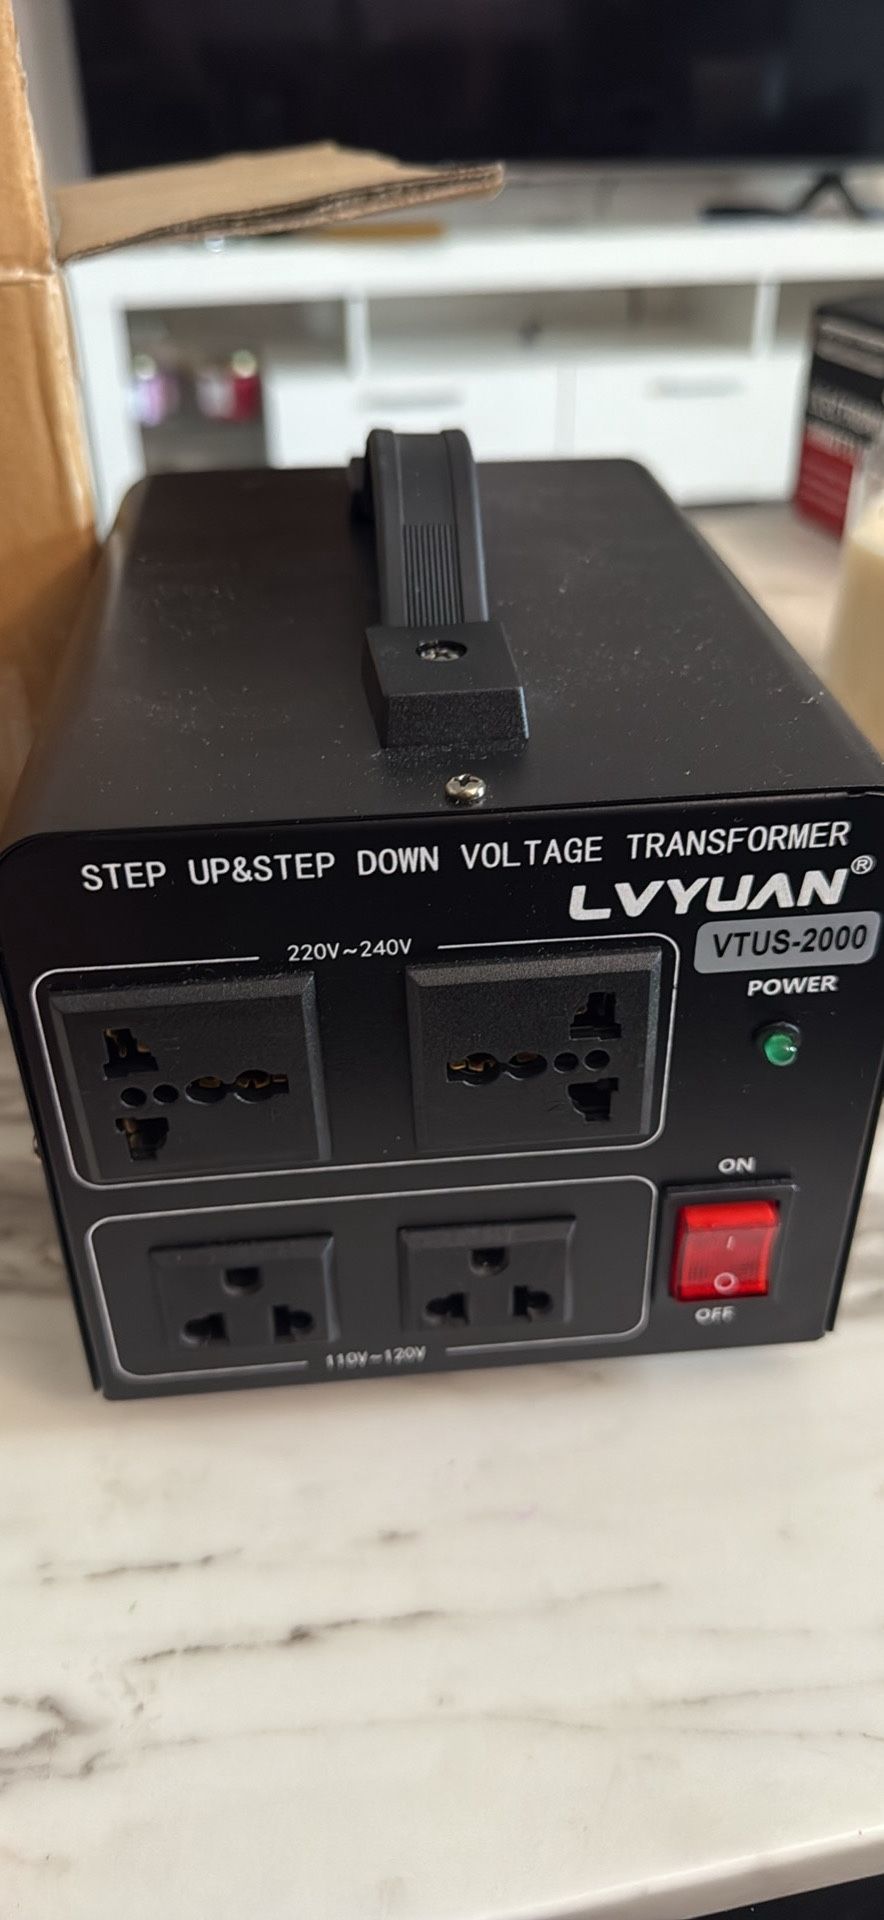 STEP UP&STEP DOWN VOLTAGE TRANSFORMER
LVYUAN®
220V~240V
VTUS-2000
POWER
ON
OFF
110V~120V